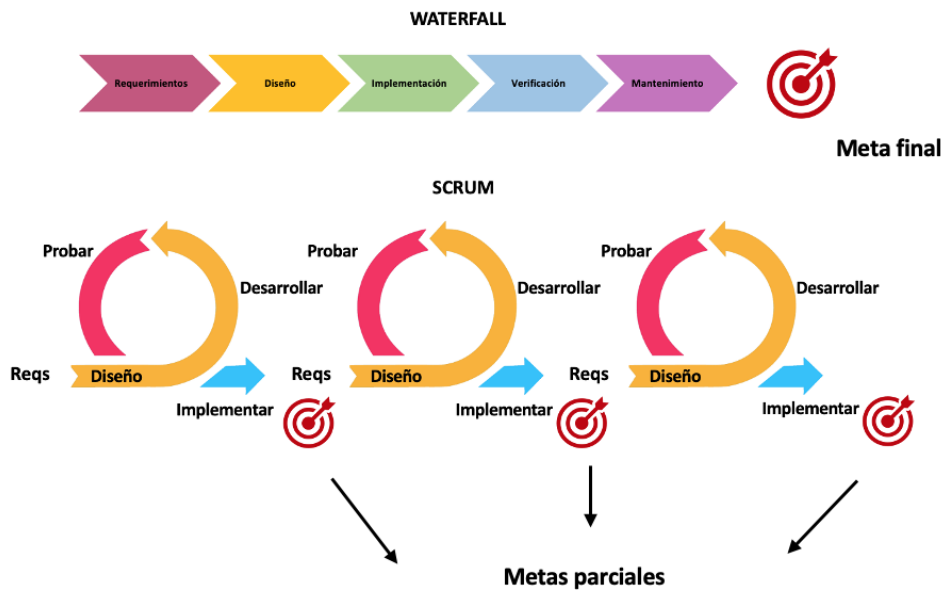 WATERFALL
Requerimientos
Diseño
Implementación
Verificación
Mantenimiento
Meta final
SCRUM
Probar
Desarrollar
Reqs
Diseño
Implementar
Probar
Desarrollar
Reqs
Diseño
Implementar
Probar
Desarrollar
Reqs
Diseño
Implementar
Metas parciales